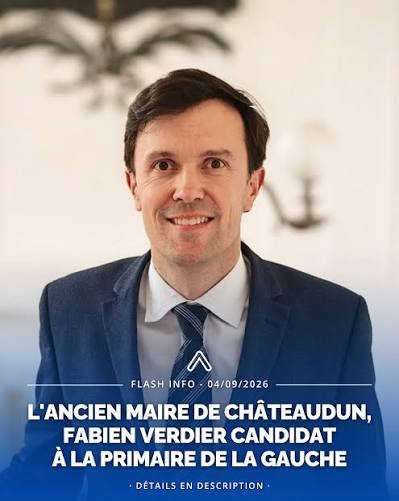 FLASH INFO - 04/09/2026
L'ANCIEN MAIRE DE CHÂTEAUDUN,
FABIEN VERDIER CANDIDAT
À LA PRIMAIRE DE LA GAUCHE
· DÉTAILS EN DESCRIPTION ·